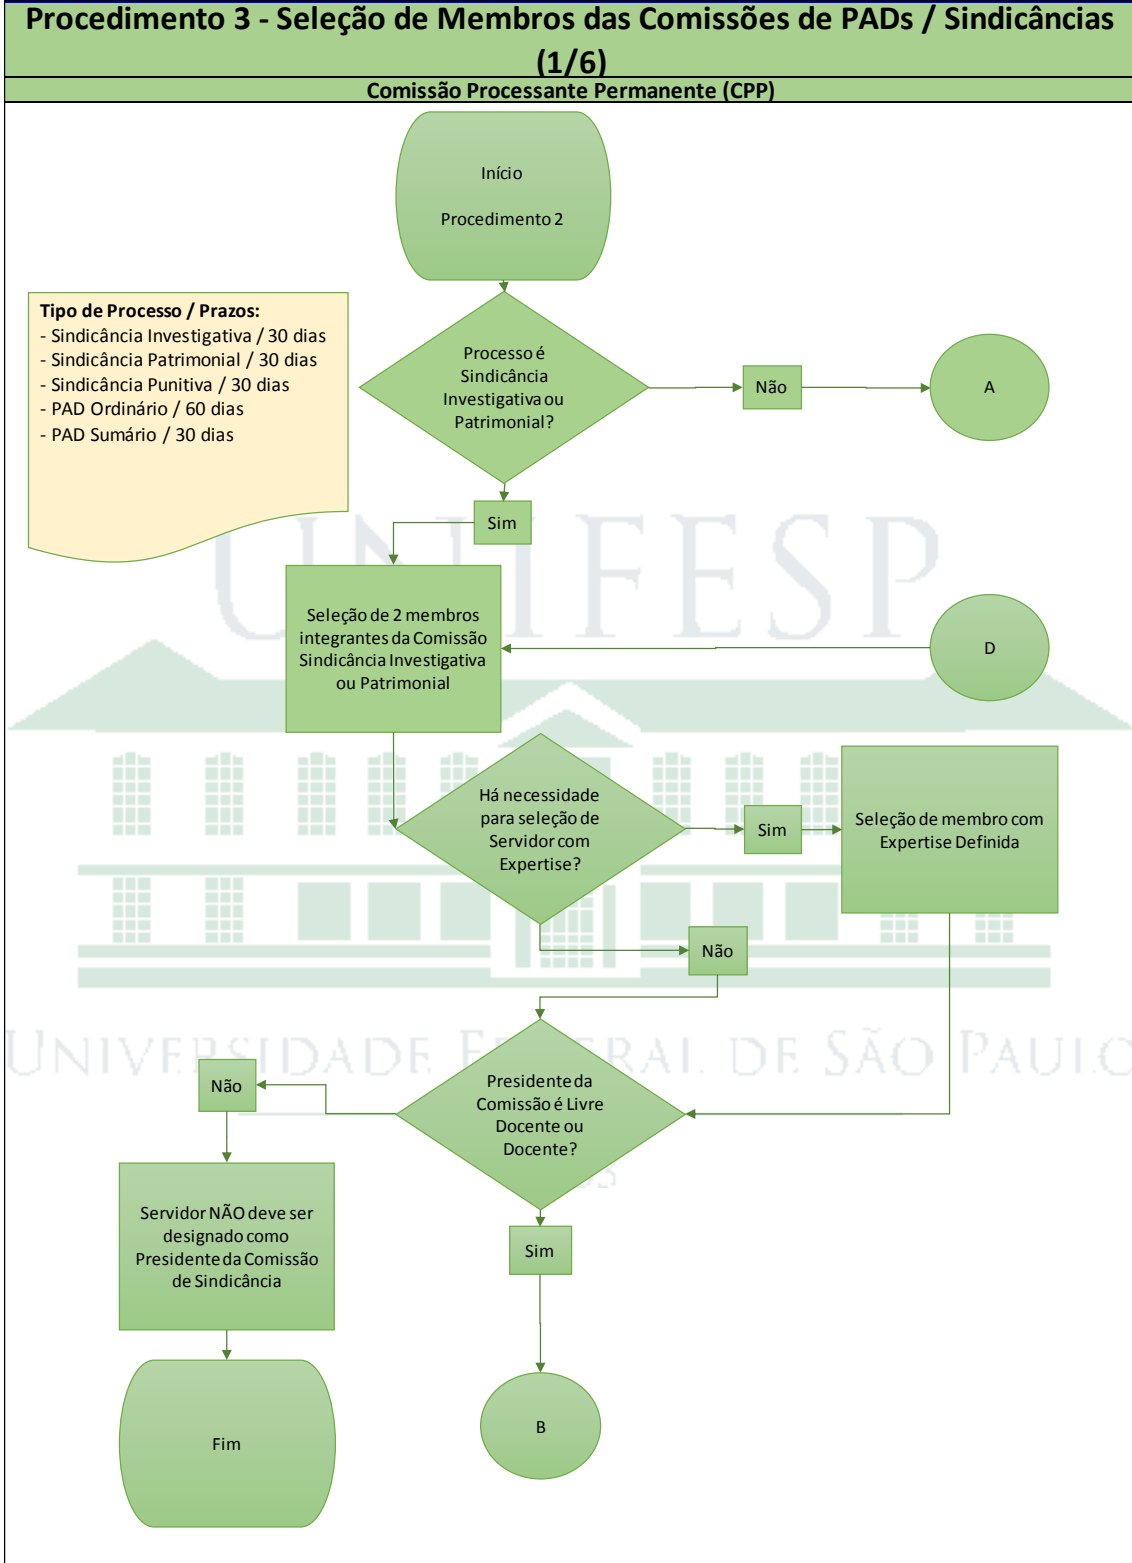 Procedimento 3 - Seleção de Membros das Comissões de PADs / Sindicâncias
(1/6)
Comissão Processante Permanente (CPP)
Início
Procedimento 2
Tipo de Processo / Prazos:
- Sindicância Investigativa / 30 dias
- Sindicância Patrimonial / 30 dias
- Sindicância Punitiva / 30 dias
- PAD Ordinário / 60 dias
- PAD Sumário / 30 dias
Processo é
Sindicância
Investigativa ou
Patrimonial?
Não
A
Sim
UNIFESP
Seleção de 2 membros
integrantes da Comissão
Sindicância Investigativa
ou Patrimonial
D
Há necessidade
para seleção de
Servidor com
Expertise?
Sim
Seleção de membro com
Expertise Definida
Não
UNIVERSIDADE FEDERAL DE SÃO PAULO
Presidente da
Comissão é Livre
Docente ou
Docente?
Não
Servidor NÃO deve ser
designado como
Presidente da Comissão
de Sindicância
Sim
Fim
B